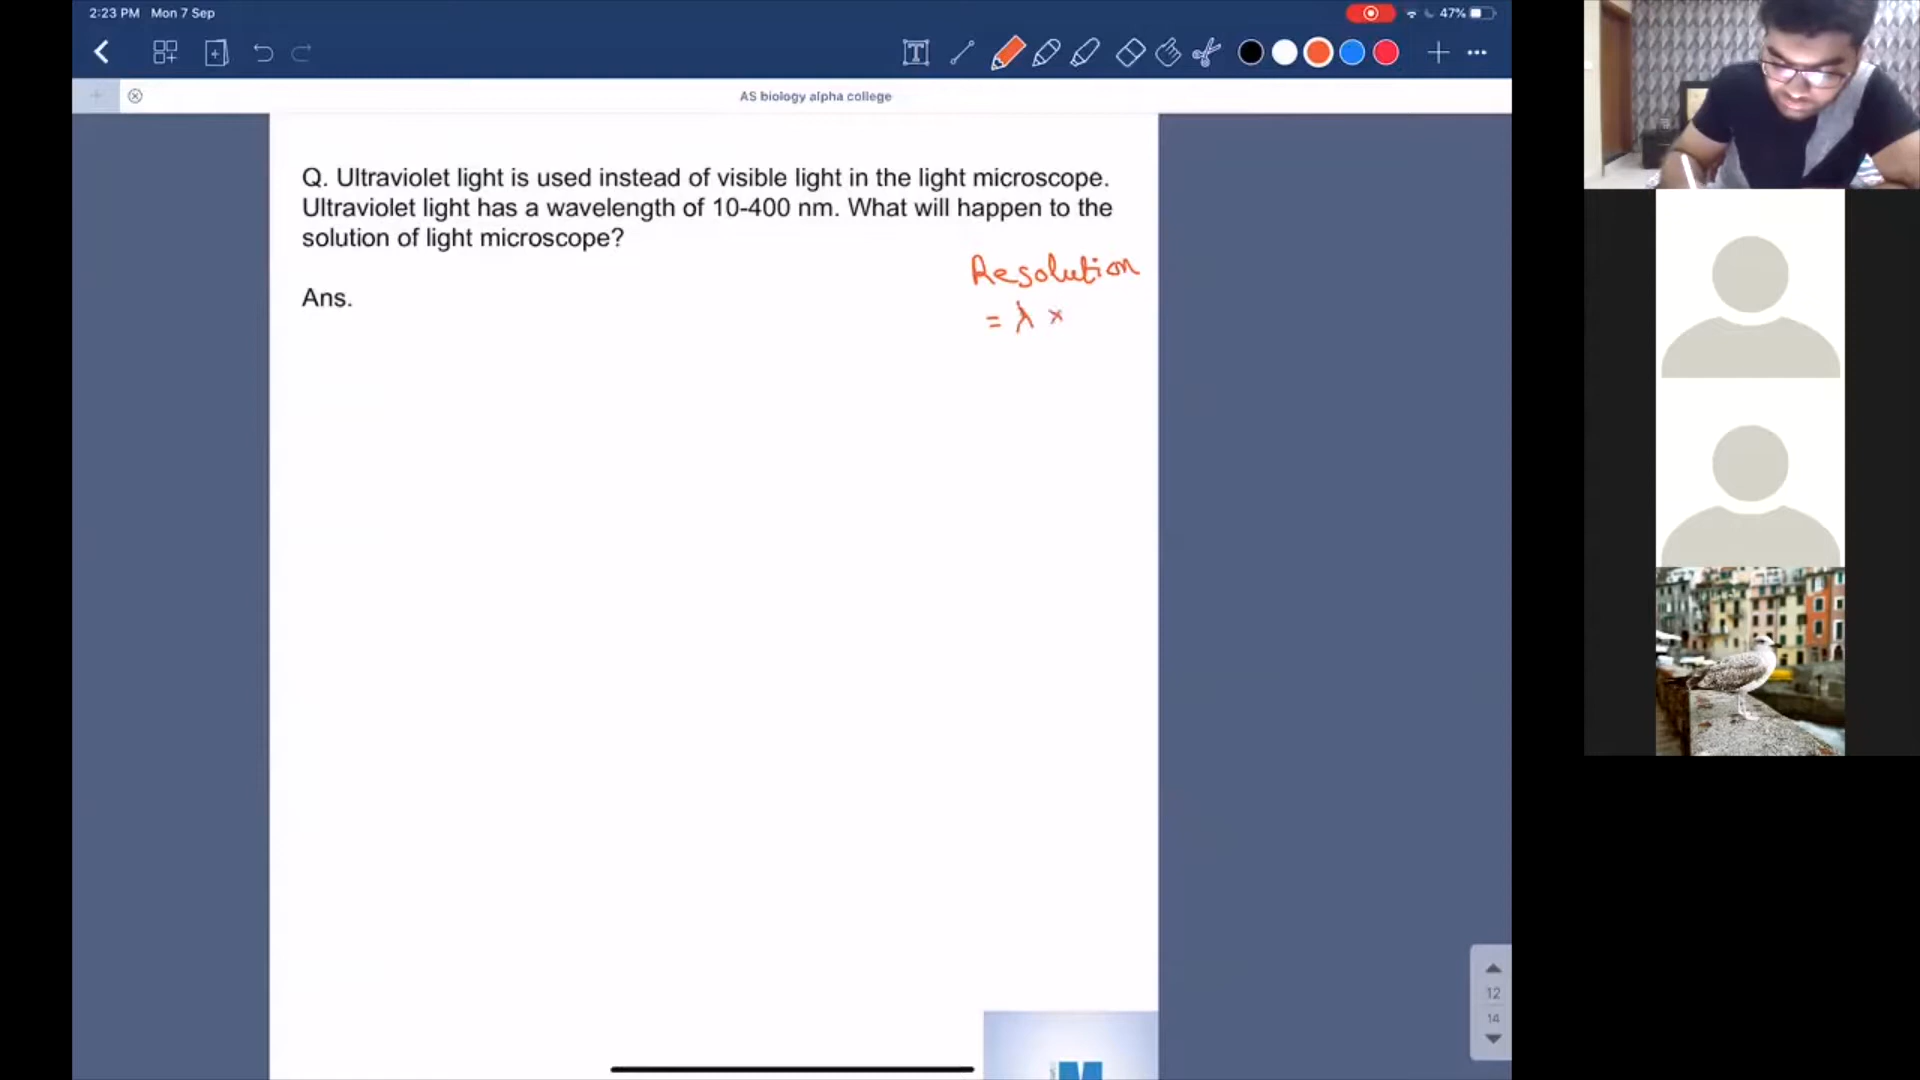 2:23 PM Mon 7 Sep
47%
T
AS biology alpha college
Q. Ultraviolet light is used instead of visible light in the light microscope.
Ultraviolet light has a wavelength of 10-400 nm. What will happen to the
solution of light microscope?
Resolution
= λ ×
Ans.
12
14
M